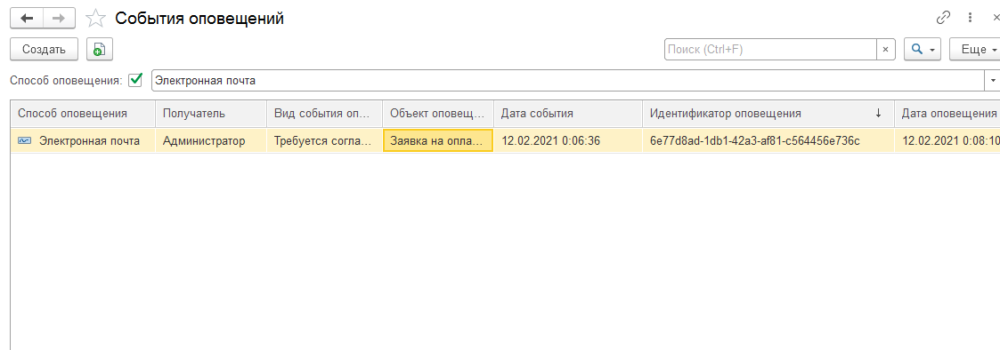 События оповещений
Создать
Поиск (Ctrl+F)
×
Еще
Способ оповещения:
Электронная почта
Способ оповещения Получатель Вид события оп... Объект оповещ... Дата события Идентификатор оповещения ↓ Дата оповещения
Электронная почта Администратор Требуется согла... Заявка на опла... 12.02.2021 0:06:36 6e77d8ad-1db1-42a3-af81-c564456e736c 12.02.2021 0:08:10